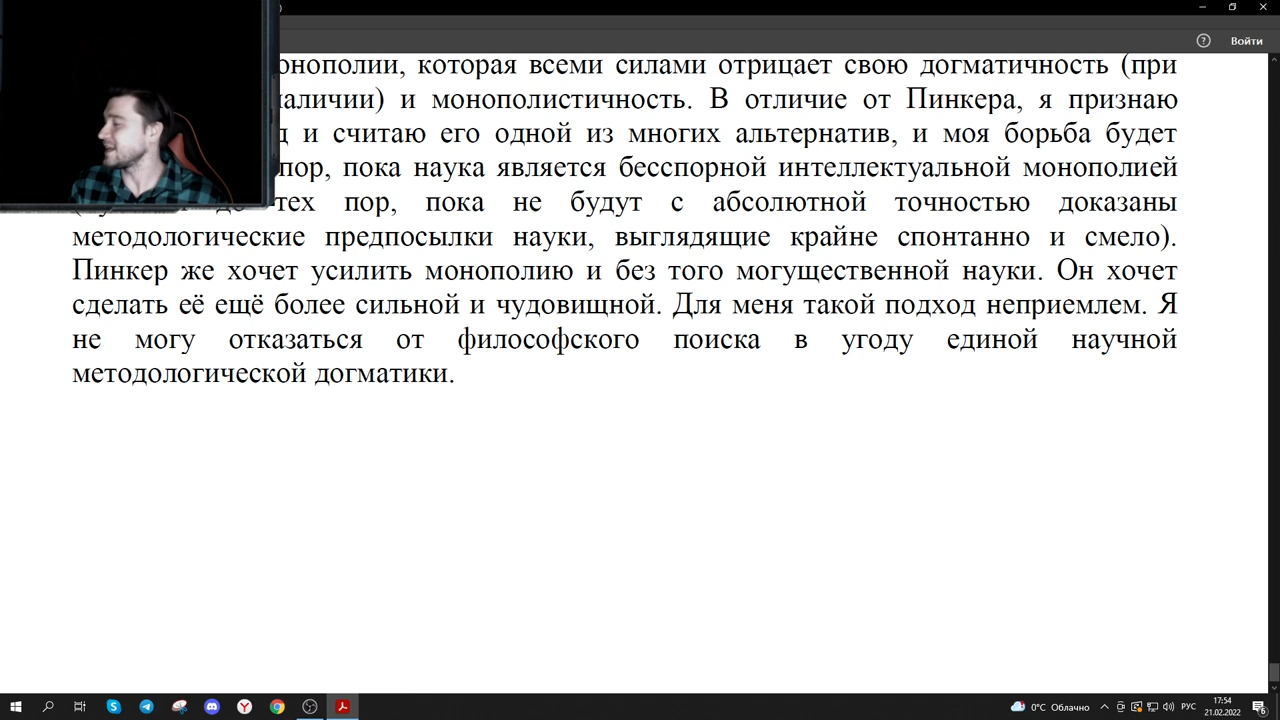 Войти
онополии, которая всеми силами отрицает свою догматичность (при
наличии) и монополистичность. В отличие от Пинкера, я признаю
и считаю его одной из многих альтернатив, и моя борьба будет
пор, пока наука является бесспорной интеллектуальной монополией
тех пор, пока не будут с абсолютной точностью доказаны
методологические предпосылки науки, выглядящие крайне спонтанно и смело).
Пинкер же хочет усилить монополию и без того могущественной науки. Он хочет
сделать её ещё более сильной и чудовищной. Для меня такой подход неприемлем. Я
не могу отказаться от философского поиска в угоду единой научной
методологической догматики.
0°C Облачно РУС 17:54
21.02.2022
6